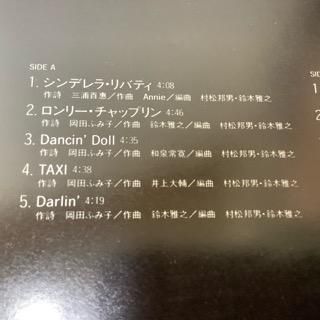 SIDE A
1. シンデレラ・リバティ 4:08
作詩 三浦百恵/作曲 Annie/編曲 村松邦男・鈴木雅之
2. ロンリー・チャップリン 4:46
作詩 岡田ふみ子/作曲 鈴木雅之/編曲 村松邦男・鈴木雅之
3. Dancin' Doll 4:35
作詩 岡田ふみ子/作曲 和泉常寛/編曲 村松邦男・鈴木雅之
4. TAXI 4:38
作詩 岡田ふみ子/作曲 井上大輔/編曲 村松邦男・鈴木雅之
5. Darlin' 4:19
作詩 岡田ふみ子/作曲 鈴木雅之/編曲 村松邦男・鈴木雅之